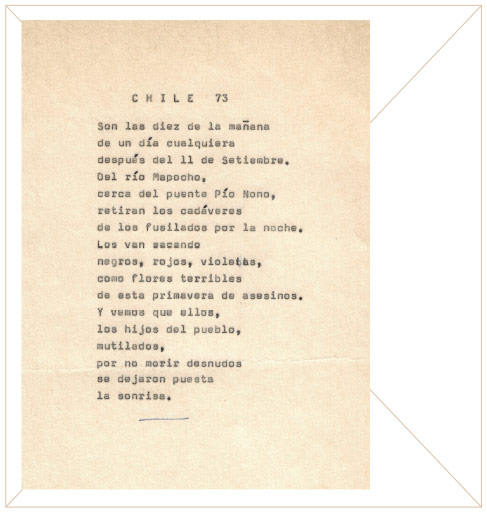 C H I L E 73
Son las diez de la mañana
de un día cualquiera
después del 11 de Setiembre.
Del río Mapocho,
cerca del puente Pío Nono,
retiran los cadáveres
de los fusilados por la noche.
Los van sacando
negros, rojos, violetas,
como flores terribles
de esta primavera de asesinos.
Y vemos que ellos,
los hijos del pueblo,
mutilados,
por no morir desnudos
se dejaron puesta
la sonrisa.